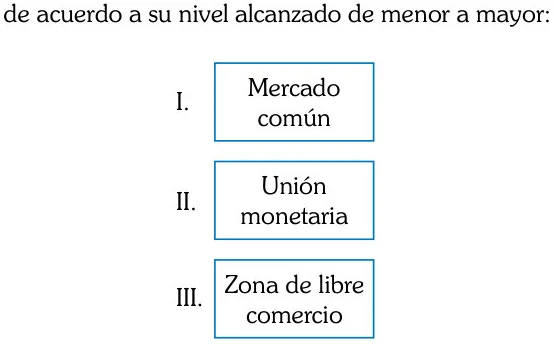 de acuerdo a su nivel alcanzado de menor a mayor:
I.
Mercado
común
II.
Unión
monetaria
III.
Zona de libre
comercio